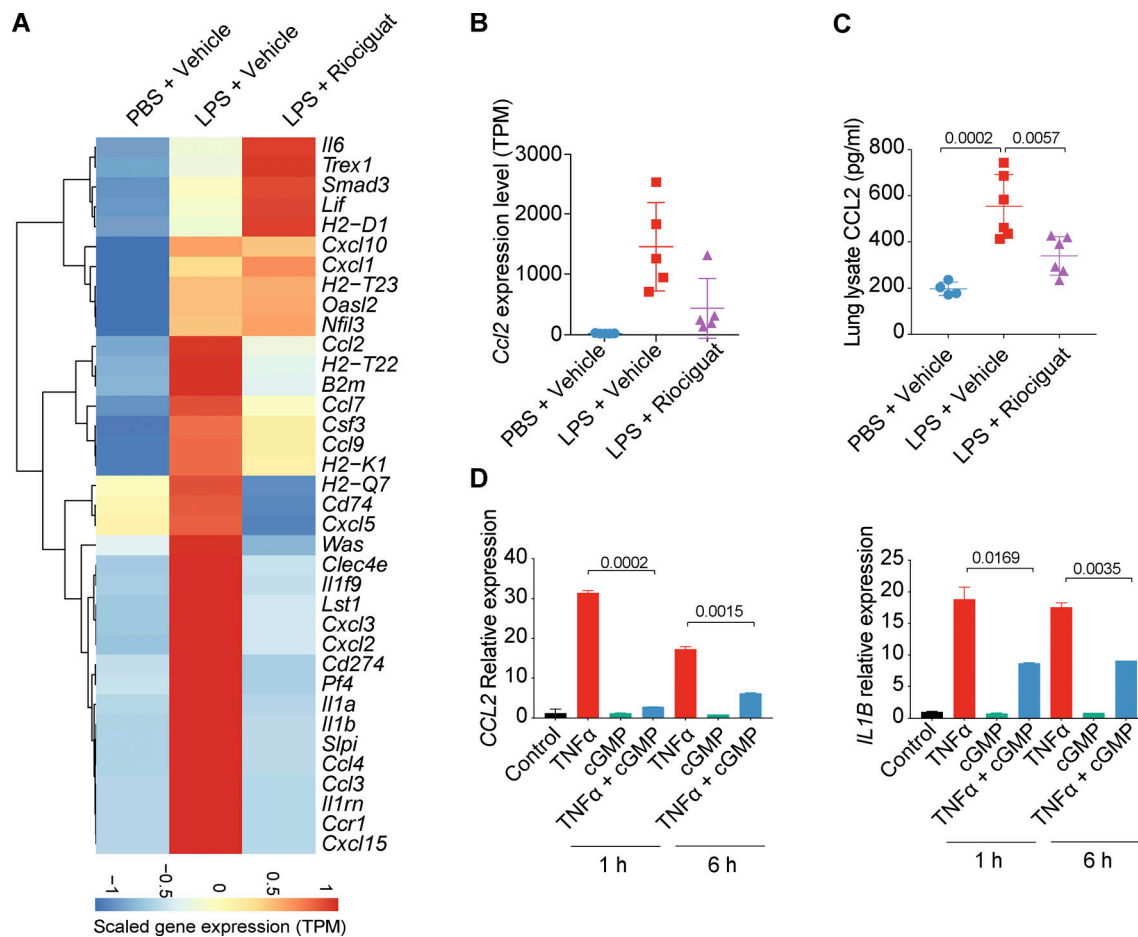 A
PBS + Vehicle
LPS + Vehicle
LPS + Riociguat
Il6
Trex1
Smad3
Lif
H2−D1
Cxcl10
Cxcl1
H2−T23
Oasl2
Nfil3
Ccl2
H2−T22
B2m
Ccl7
Csf3
Ccl9
H2−K1
H2−Q7
Cd74
Cxcl5
Was
Clec4e
Il1f9
Lst1
Cxcl3
Cxcl2
Cd274
Pf4
Il1a
Il1b
Slpi
Ccl4
Ccl3
Il1rn
Ccr1
Cxcl15
−1
−0.5
0
0.5
1
Scaled gene expression (TPM)
B
Ccl2 expression level (TPM)
3000
2000
1000
0
PBS + Vehicle
LPS + Vehicle
LPS + Riociguat
C
Lung lysate CCL2 (pg/ml)
800
600
400
200
0
0.0002
0.0057
PBS + Vehicle
LPS + Vehicle
LPS + Riociguat
D
CCL2 Relative expression
40
30
20
10
0
0.0002
0.0015
Control
TNFα
cGMP
TNFα + cGMP
TNFα
cGMP
TNFα + cGMP
1 h
6 h
IL1B relative expression
25
20
15
10
5
0
0.0169
0.0035
Control
TNFα
cGMP
TNFα + cGMP
TNFα
cGMP
TNFα + cGMP
1 h
6 h